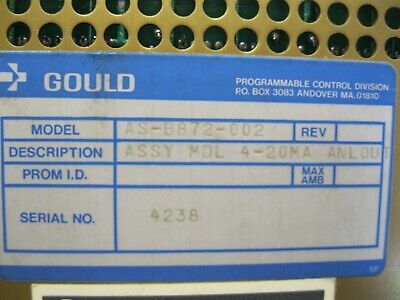 GOULD
PROGRAMMABLE CONTROL DIVISION
P.O. BOX 3083 ANDOVER MA. 01810
MODEL AS-B872-002 REV
DESCRIPTION ASSY MDL 4-20MA ANLOUT
PROM I.D. MAX AMB
SERIAL NO. 4238
SP